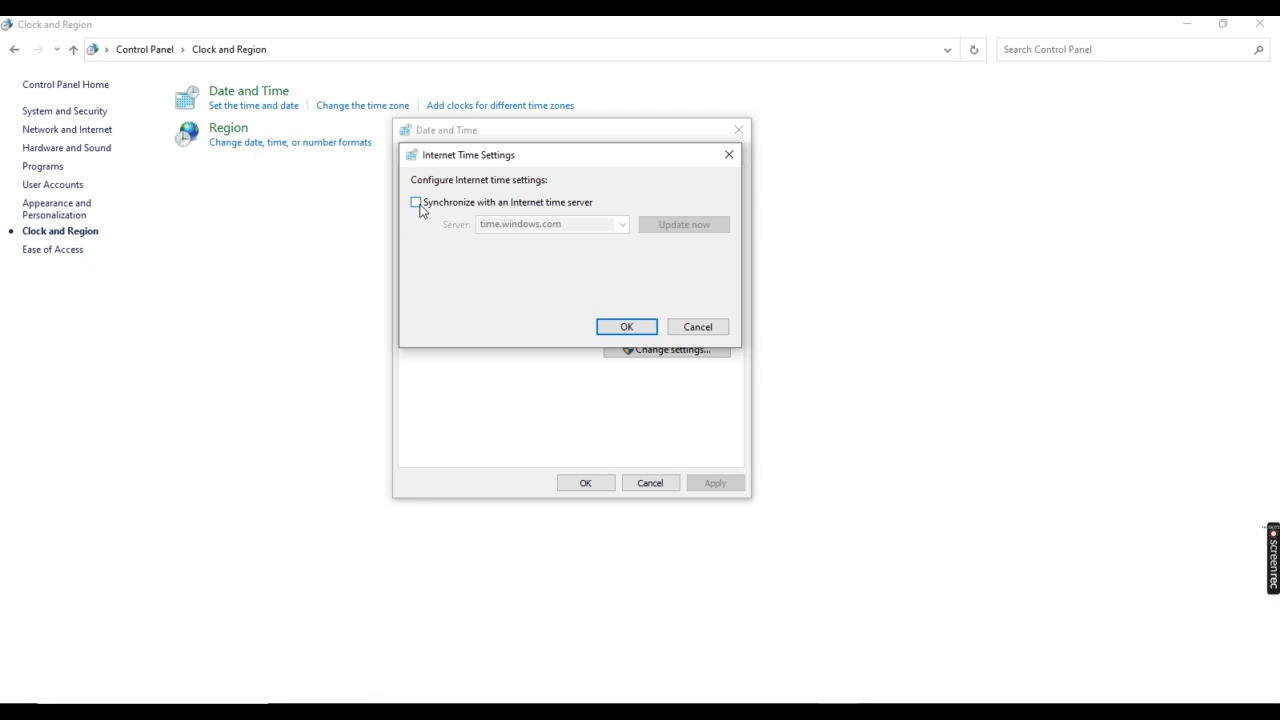 Clock and Region
Control Panel > Clock and Region
Search Control Panel
Control Panel Home
System and Security
Network and Internet
Hardware and Sound
Programs
User Accounts
Appearance and
Personalization
Clock and Region
Ease of Access
Date and Time
Set the time and date | Change the time zone | Add clocks for different time zones
Region
Change date, time, or number formats
Date and Time
Internet Time Settings
Configure Internet time settings:
Synchronize with an Internet time server
Server: time.windows.com Update now
OK Cancel
Change settings...
OK Cancel Apply
screenrec